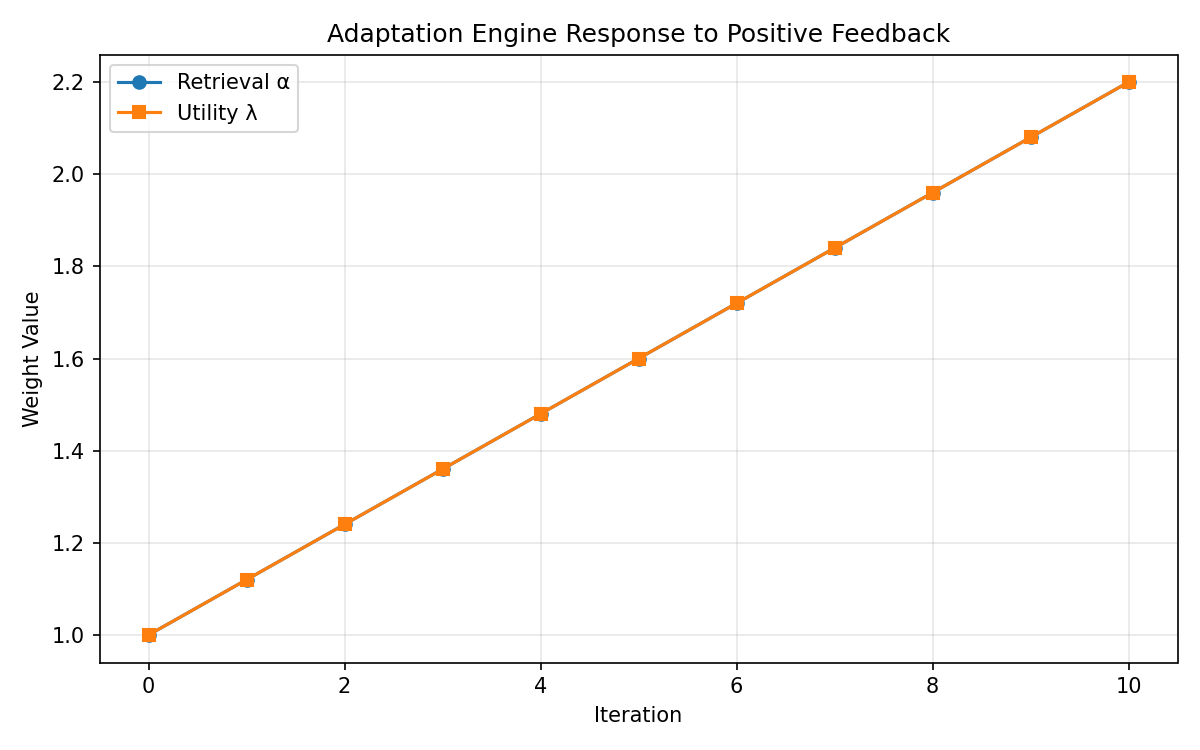 Adaptation Engine Response to Positive Feedback
Retrieval α
Utility λ
Weight Value
2.2
2.0
1.8
1.6
1.4
1.2
1.0
0 2 4 6 8 10
Iteration